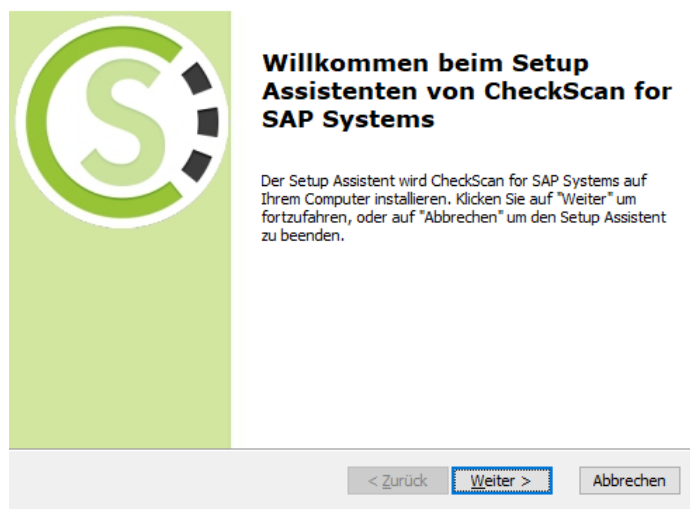 S
Willkommen beim Setup
Assistenten von CheckScan for
SAP Systems
Der Setup Assistent wird CheckScan for SAP Systems auf
Ihrem Computer installieren. Klicken Sie auf "Weiter" um
fortzufahren, oder auf "Abbrechen" um den Setup Assistent
zu beenden.
< Zurück Weiter > Abbrechen